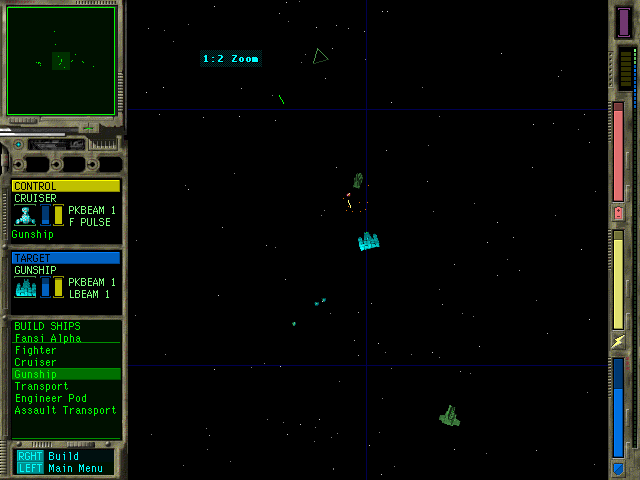 1:2 Zoom
CONTROL
CRUISER
PKBEAM 1
F PULSE
Gunship
TARGET
GUNSHIP
PKBEAM 1
LBEAM 1
BUILD SHIPS
Fansi Alpha
Fighter
Cruiser
Gunship
Transport
Engineer Pod
Assault Transport
RGHT Build
LEFT Main Menu